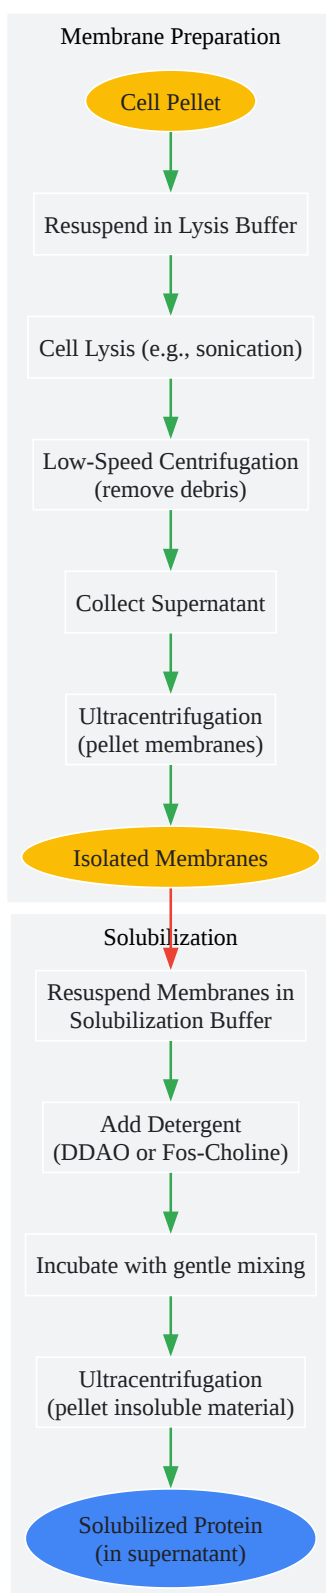 Membrane Preparation
Cell Pellet
Resuspend in Lysis Buffer
Cell Lysis (e.g., sonication)
Low-Speed Centrifugation
(remove debris)
Collect Supernatant
Ultracentrifugation
(pellet membranes)
Isolated Membranes
Solubilization
Resuspend Membranes in
Solubilization Buffer
Add Detergent
(DDAO or Fos-Choline)
Incubate with gentle mixing
Ultracentrifugation
(pellet insoluble material)
Solubilized Protein
(in supernatant)